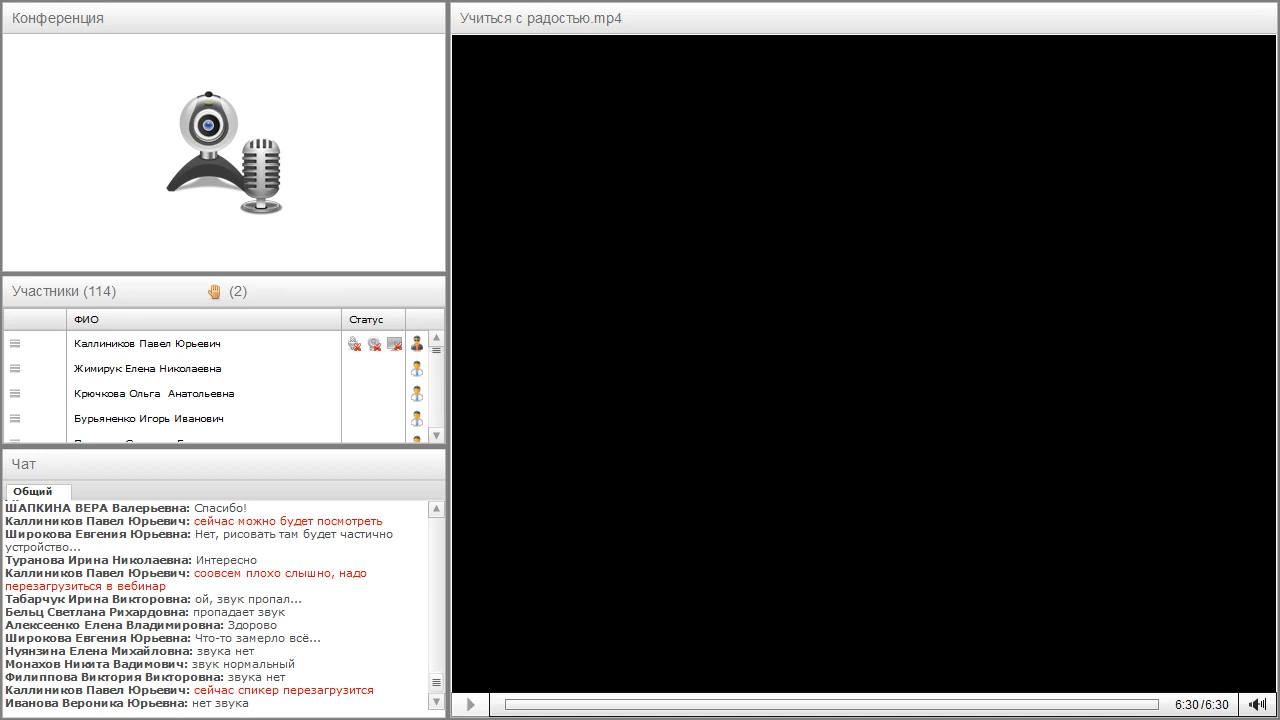 Конференция
Учиться с радостью.mp4
Участники (114) (2)
ФИО Статус
Каллиников Павел Юрьевич
Жимирук Елена Николаевна
Крючкова Ольга Анатольевна
Бурьяненко Игорь Иванович
Чат
Общий
ШАПКИНА ВЕРА Валерьевна: Спасибо!
Каллиников Павел Юрьевич: сейчас можно будет посмотреть
Широкова Евгения Юрьевна: Нет, рисовать там будет частично
устройство...
Туранова Ирина Николаевна: Интересно
Каллиников Павел Юрьевич: соовсем плохо слышно, надо
перезагрузиться в вебинар
Табарчук Ирина Викторовна: ой, звук пропал...
Бельц Светлана Рихардовна: пропадает звук
Алексеенко Елена Владимировна: Здорово
Широкова Евгения Юрьевна: Что-то замерло всё...
Нуянзина Елена Михайловна: звука нет
Монахов Никита Вадимович: звук нормальный
Филиппова Виктория Викторовна: звука нет
Каллиников Павел Юрьевич: сейчас спикер перезагрузится
Иванова Вероника Юрьевна: нет звука
6:30/6:30